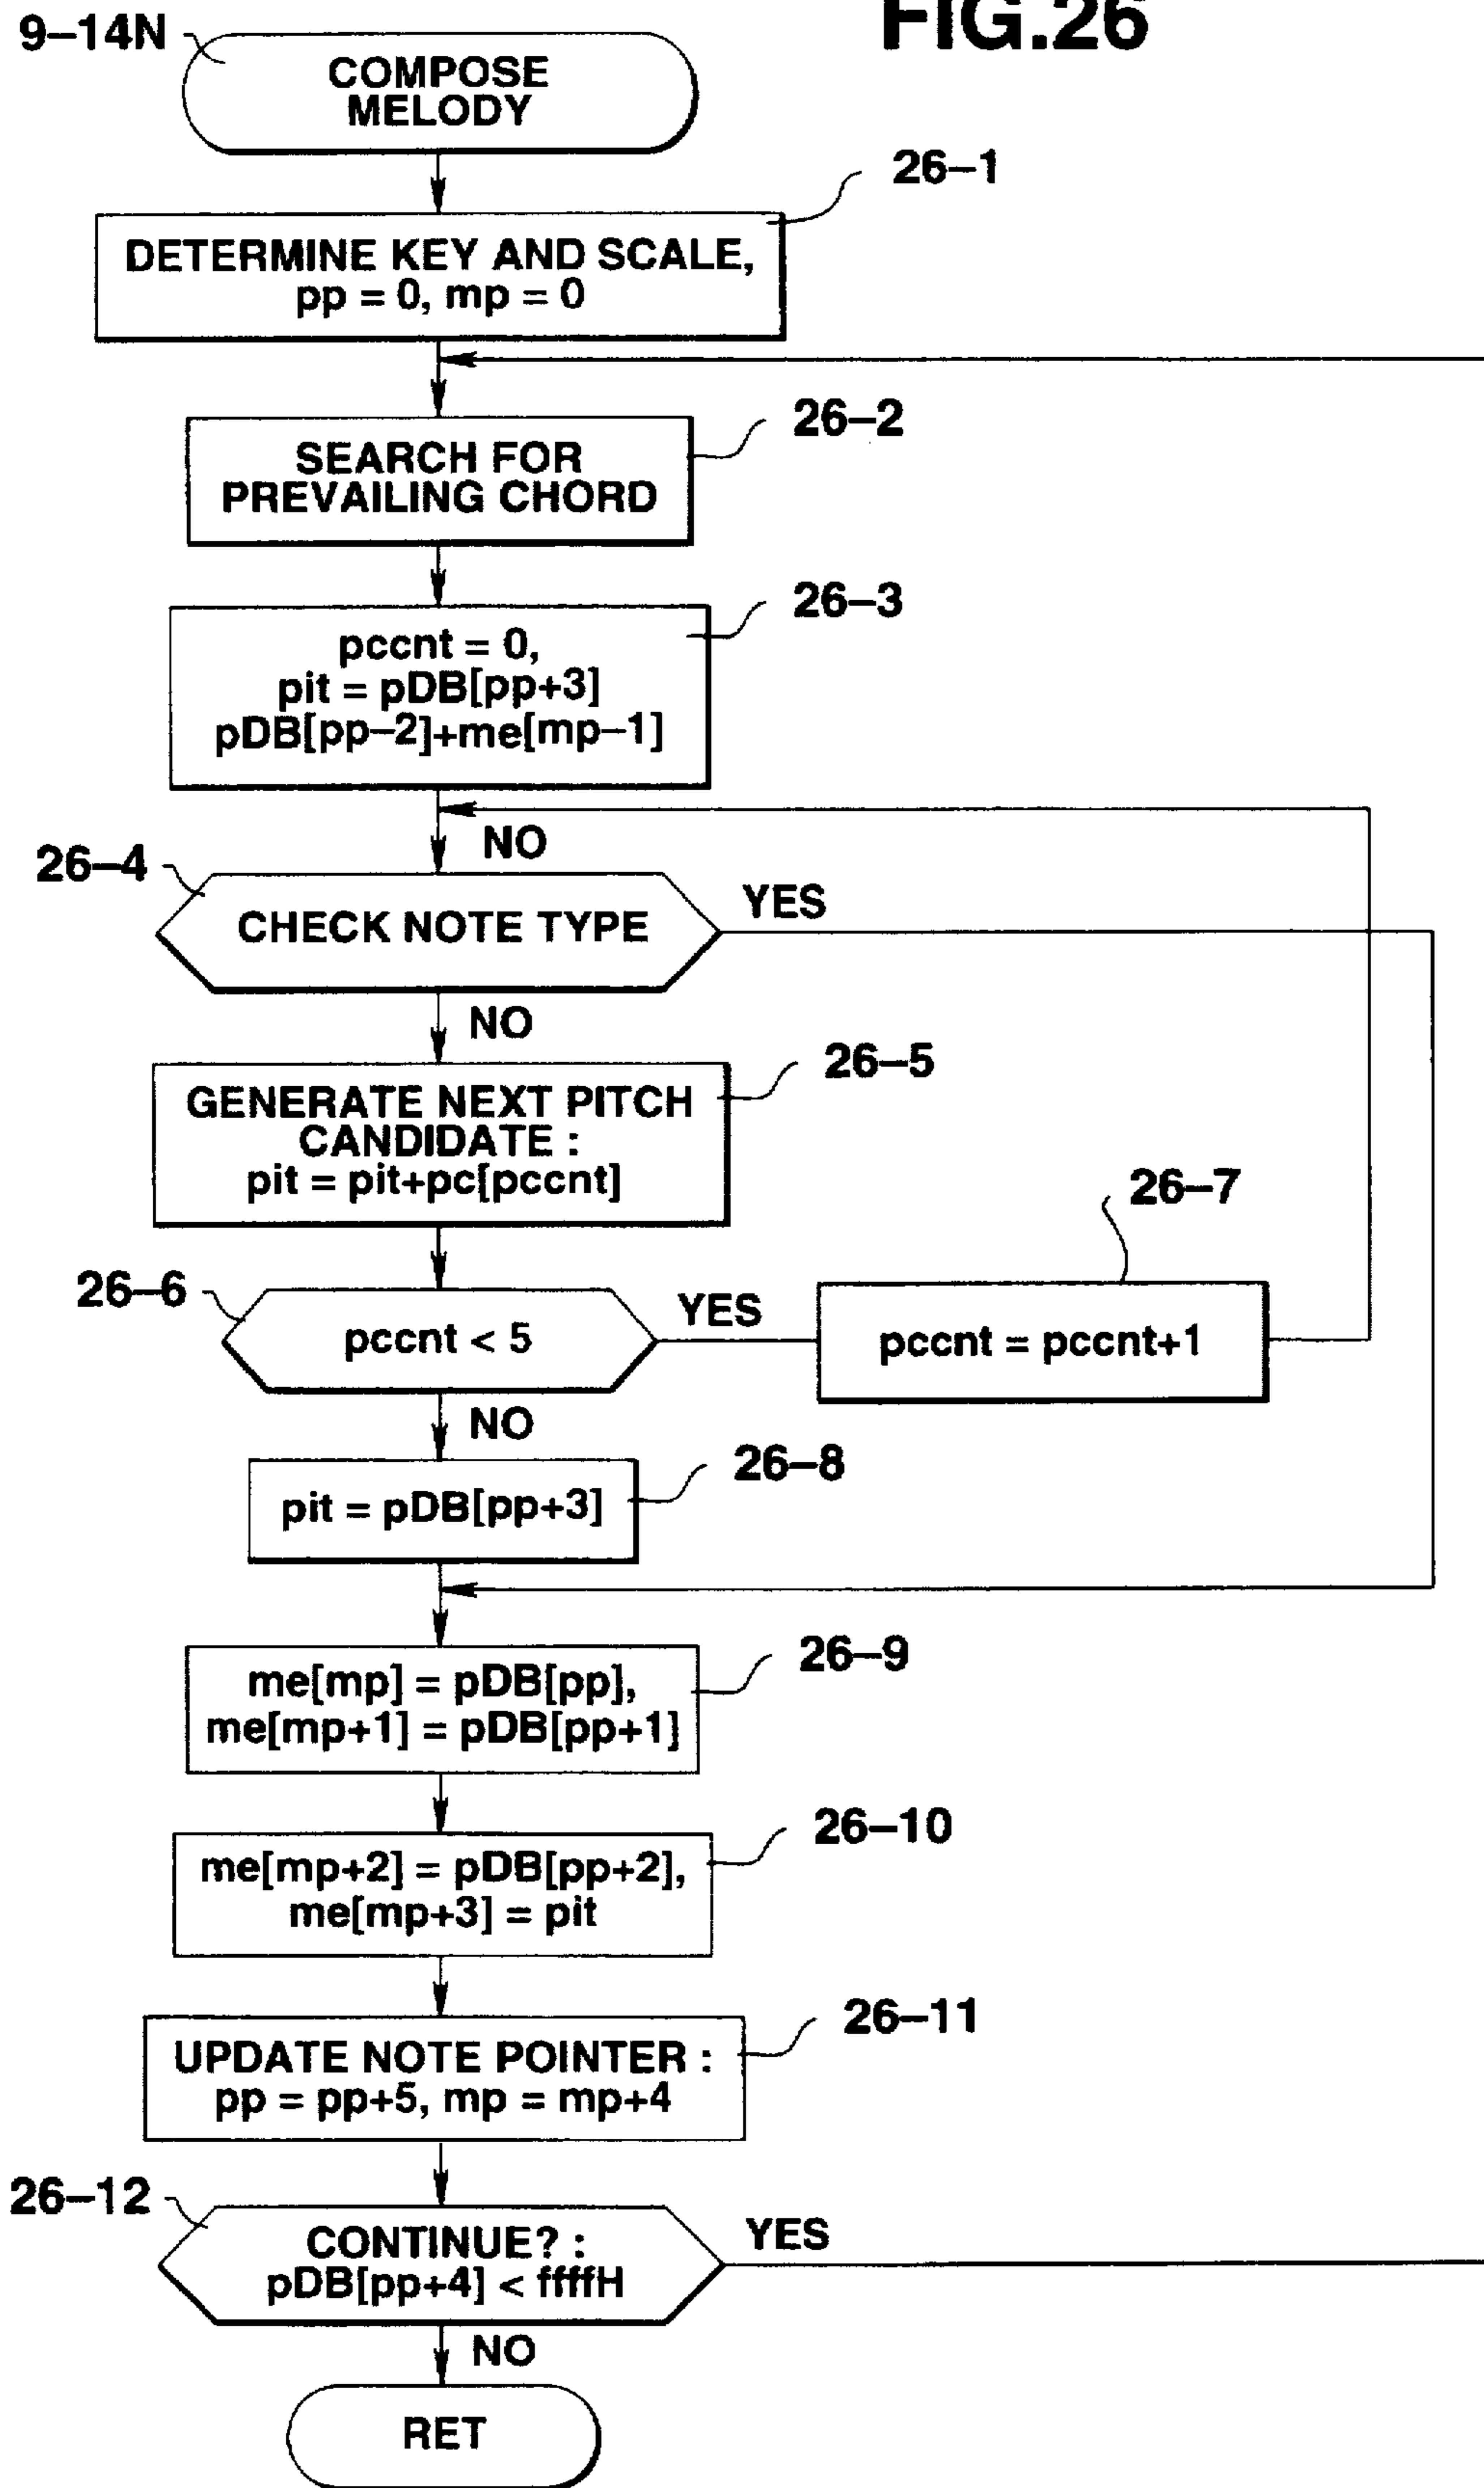 FIG.26
9–14N
COMPOSE
MELODY
26–1
DETERMINE KEY AND SCALE,
pp = 0, mp = 0
26–2
SEARCH FOR
PREVAILING CHORD
26–3
pccnt = 0,
pit = pDB[pp+3]
pDB[pp–2]+me[mp–1]
NO
26–4
CHECK NOTE TYPE
YES
NO
26–5
GENERATE NEXT PITCH
CANDIDATE :
pit = pit+pc[pccnt]
26–7
26–6
pccnt < 5
YES
pccnt = pccnt+1
NO
26–8
pit = pDB[pp+3]
26–9
me[mp] = pDB[pp],
me[mp+1] = pDB[pp+1]
26–10
me[mp+2] = pDB[pp+2],
me[mp+3] = pit
26–11
UPDATE NOTE POINTER :
pp = pp+5, mp = mp+4
26–12
CONTINUE? :
pDB[pp+4] < ffffH
YES
NO
RET